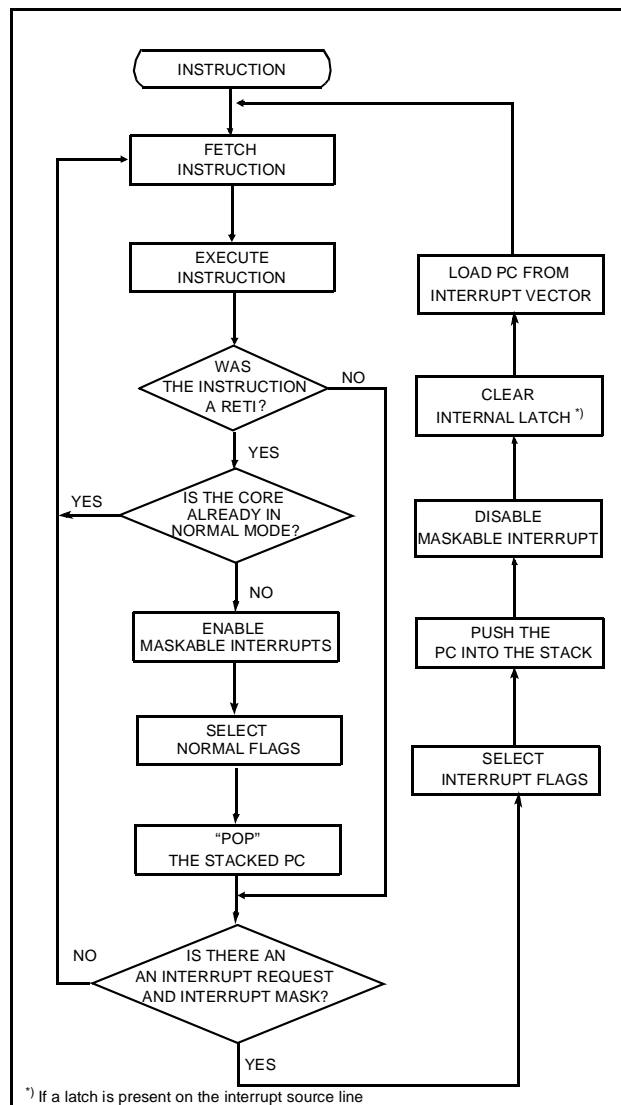 INSTRUCTION
FETCH
INSTRUCTION
EXECUTE
INSTRUCTION
WAS
THE INSTRUCTION
A RETI?
NO
YES
IS THE CORE
ALREADY IN
NORMAL MODE?
YES
NO
ENABLE
MASKABLE INTERRUPTS
SELECT
NORMAL FLAGS
“POP”
THE STACKED PC
IS THERE AN
AN INTERRUPT REQUEST
AND INTERRUPT MASK?
NO
YES
SELECT
INTERRUPT FLAGS
PUSH THE
PC INTO THE STACK
DISABLE
MASKABLE INTERRUPT
CLEAR
INTERNAL LATCH *)
LOAD PC FROM
INTERRUPT VECTOR
*) If a latch is present on the interrupt source line